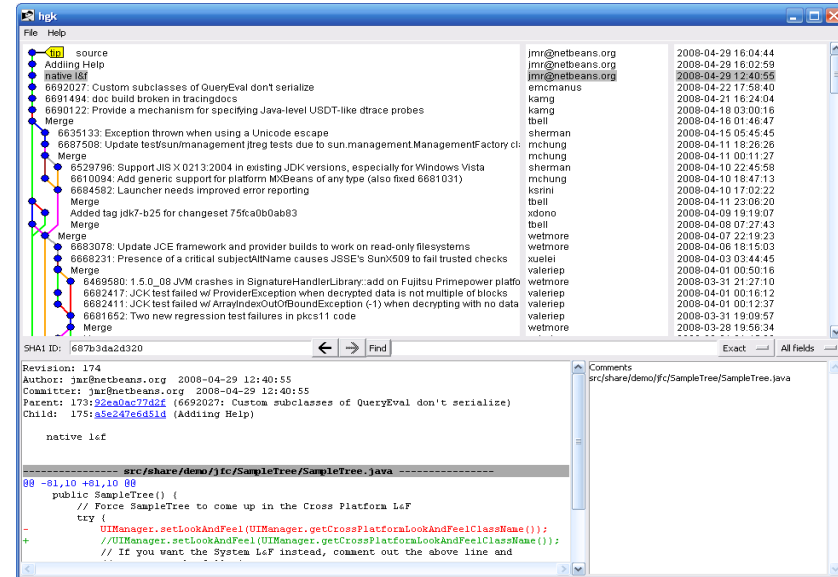 hgk
File Help
tip source jmr@netbeans.org 2008-04-29 16:04:44
Addiing Help jmr@netbeans.org 2008-04-29 16:02:59
native l&f jmr@netbeans.org 2008-04-29 12:40:55
6692027: Custom subclasses of QueryEval don't serialize emcmanus 2008-04-22 17:58:40
6691494: doc build broken in tracingdocs kamg 2008-04-21 16:24:04
6690122: Provide a mechanism for specifying Java-level USDT-like dtrace probes kamg 2008-04-18 03:00:16
Merge tbell 2008-04-16 01:46:47
6635133: Exception thrown when using a Unicode escape sherman 2008-04-15 05:45:45
6687508: Update test/sun/management jtreg tests due to sun.management.ManagementFactory cl mchung 2008-04-11 18:26:26
Merge mchung 2008-04-11 00:11:27
6529796: Support JIS X 0213:2004 in existing JDK versions, especially for Windows Vista sherman 2008-04-10 22:45:58
6610094: Add generic support for platform MXBeans of any type (also fixed 6681031) mchung 2008-04-10 18:47:13
6684582: Launcher needs improved error reporting ksrini 2008-04-10 17:02:22
Merge tbell 2008-04-11 23:06:20
Added tag jdk7-b25 for changeset 75fca0b0ab83 xdono 2008-04-09 19:19:07
Merge tbell 2008-04-08 07:27:43
Merge wetmore 2008-04-07 22:19:23
6683078: Update JCE framework and provider builds to work on read-only filesystems wetmore 2008-04-06 18:15:03
6668231: Presence of a critical subjectAltName causes JSSE's SunX509 to fail trusted checks xuelei 2008-04-03 03:44:45
Merge valeriep 2008-04-01 00:50:16
6469580: 1.5.0_08 JVM crashes in SignatureHandlerLibrary::add on Fujitsu Primepower platfo wetmore 2008-03-31 21:27:10
6682417: JCK test failed w/ ProviderException when decrypted data is not multiple of blocks valeriep 2008-04-01 00:16:12
6682411: JCK test failed w/ ArrayIndexOutOfBoundException (-1) when decrypting with no data valeriep 2008-04-01 00:12:37
6681652: Two new regression test failures in pkcs11 code valeriep 2008-03-31 19:09:57
Merge wetmore 2008-03-28 19:56:34
SHA1 ID: 687b3da2d320 Find Exact All fields
Revision: 174
Author: jmr@netbeans.org 2008-04-29 12:40:55
Committer: jmr@netbeans.org 2008-04-29 12:40:55
Parent: 173:92ea0ac77d2f (6692027: Custom subclasses of QueryEval don't serialize)
Child: 175:a5e247e6d51d (Addiing Help)
native l&f
---------------- src/share/demo/jfc/SampleTree/SampleTree.java ----------------
@@ -81,10 +81,10 @@
public SampleTree() {
// Force SampleTree to come up in the Cross Platform L&F
try {
- UIManager.setLookAndFeel(UIManager.getCrossPlatformLookAndFeelClassName());
+ //UIManager.setLookAndFeel(UIManager.getCrossPlatformLookAndFeelClassName());
// If you want the System L&F instead, comment out the above line and
Comments
src/share/demo/jfc/SampleTree/SampleTree.java